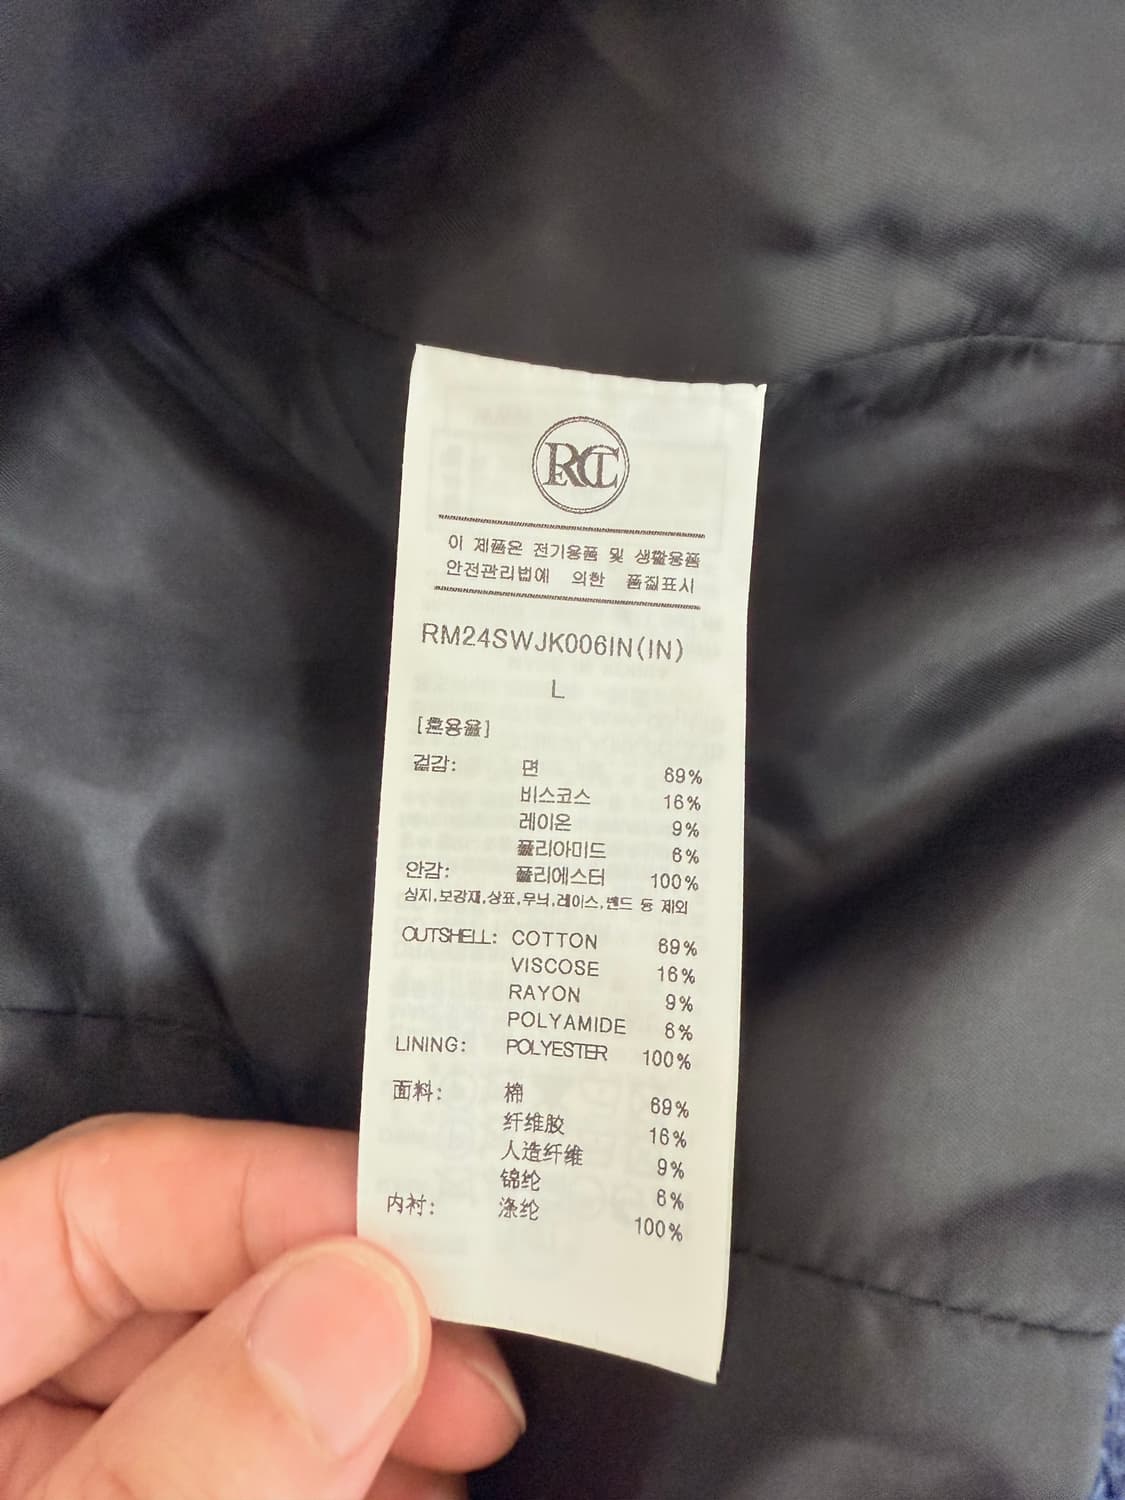 RCT
이 제품은 전기용품 및 생활용품
안전관리법에 의한 품질표시
RM24SWJK006IN(IN)
L
[혼용율]
겉감: 면 69%
비스코스 16%
레이온 9%
폴리아미드 6%
안감: 폴리에스터 100%
심지,보강재,상표,무늬,레이스,밴드 등 제외
OUTSHELL: COTTON 69%
VISCOSE 16%
RAYON 9%
POLYAMIDE 6%
LINING: POLYESTER 100%
面料: 棉 69%
纤维胶 16%
人造纤维 9%
锦纶 6%
内衬: 涤纶 100%